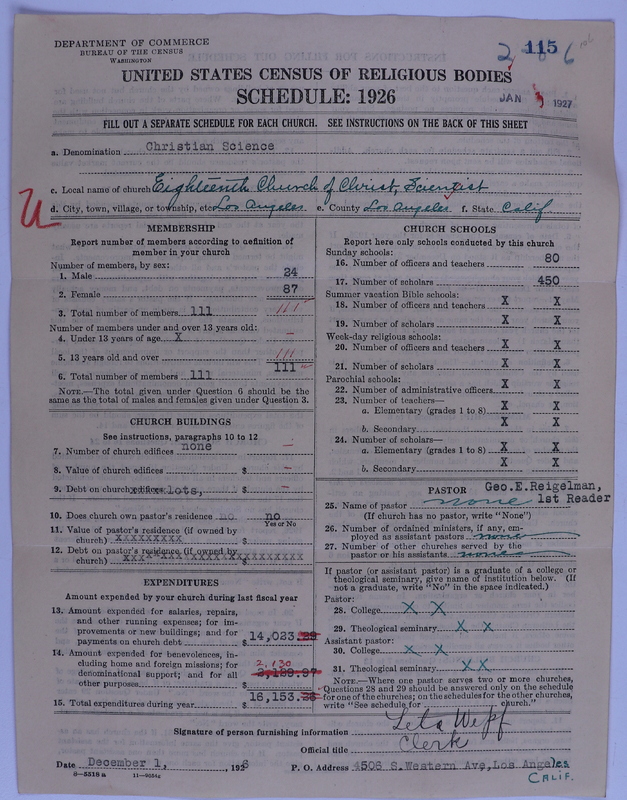 DEPARTMENT OF COMMERCE
BUREAU OF THE CENSUS
WASHINGTON
115
UNITED STATES CENSUS OF RELIGIOUS BODIES
SCHEDULE: 1926
JAN 3 1927
FILL OUT A SEPARATE SCHEDULE FOR EACH CHURCH. SEE INSTRUCTIONS ON THE BACK OF THIS SHEET
a. Denomination Christian Science
c. Local name of church Eighteenth Church of Christ, Scientist
d. City, town, village, or township, etc. Los Angeles e. County Los Angeles f. State Calif.
MEMBERSHIP
Report number of members according to definition of
member in your church
Number of members, by sex:
1. Male 24
2. Female 87
3. Total number of members 111 111
Number of members under and over 13 years old:
4. Under 13 years of age X –
5. 13 years old and over 111
6. Total number of members 111 111
NOTE.—The total given under Question 6 should be the
same as the total of males and females given under Question 3.
CHURCH BUILDINGS
See instructions, paragraphs 10 to 12
7. Number of church edifices none –
8. Value of church edifices $ –
9. Debt on church edifices lots, $ –
10. Does church own pastor's residence no no
Yes or No
11. Value of pastor's residence (if owned by
church) XXXXXXXXX $
12. Debt on pastor's residence (if owned by
church) $
EXPENDITURES
Amount expended by your church during last fiscal year
13. Amount expended for salaries, repairs,
and other running expenses; for im-
provements or new buildings; and for
payments on church debt $ 14,023.
14. Amount expended for benevolences, in-
cluding home and foreign missions; for
denominational support; and for all
other purposes $ 2,130
15. Total expenditures during year $ 16,153.
CHURCH SCHOOLS
Report here only schools conducted by this church
Sunday schools:
16. Number of officers and teachers 80
17. Number of scholars 450
Summer vacation Bible schools:
18. Number of officers and teachers X X
19. Number of scholars X X
Week-day religious schools:
20. Number of officers and teachers X X
21. Number of scholars X X
Parochial schools:
22. Number of administrative officers X X
23. Number of teachers—
a. Elementary (grades 1 to 8) X X
b. Secondary X X
24. Number of scholars—
a. Elementary (grades 1 to 8) X X
b. Secondary X X
PASTOR Geo.E.Reigelman,
1st Reader
25. Name of pastor none
(If church has no pastor, write "None")
26. Number of ordained ministers, if any, em-
ployed as assistant pastors none
27. Number of other churches served by the
pastor or his assistants none
If pastor (or assistant pastor) is a graduate of a college or
theological seminary, give name of institution below. (If
not a graduate, write "No" in the space indicated.)
Pastor:
28. College X X
29. Theological seminary X X
Assistant pastor:
30. College X X
31. Theological seminary X X
NOTE.—Where one pastor serves two or more churches,
Questions 28 and 29 should be answered only on the schedule
for one of the churches; on the schedules for the other churches,
write "See schedule for church."
Signature of person furnishing information Leta Wepf
Official title Clerk
Date December 1, 1926 P. O. Address 4506 S.Western Ave,Los Angeles
CALIF.
8—5318 a 11—9054c